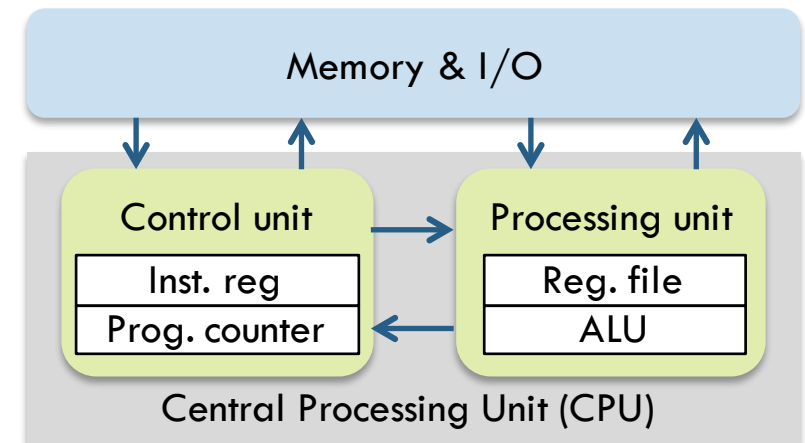 Memory & I/O
Control unit
Inst. reg
Prog. counter
Processing unit
Reg. file
ALU
Central Processing Unit (CPU)